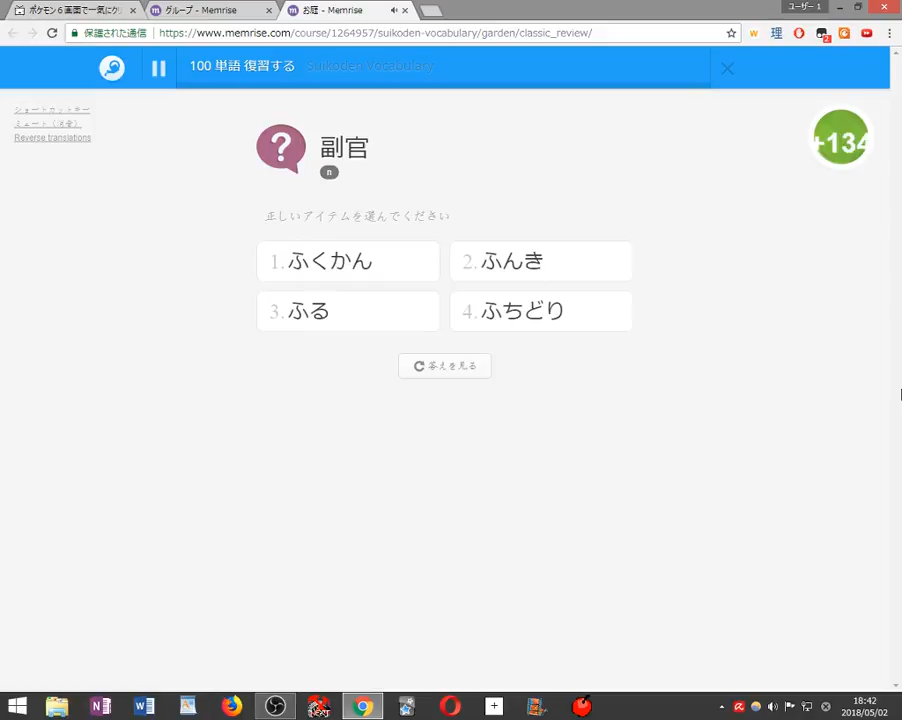 ポケモン６画面で一気にクリ
グループ - Memrise
お庭 - Memrise
ユーザー 1
保護された通信
https://www.memrise.com/course/1264957/suikoden-vocabulary/garden/classic_review/
100 単語 復習する Suikoden Vocabulary
ショートカットキー
ミュート（消音）
Reverse translations
+134
副官
n
正しいアイテムを選んでください
1. ふくかん
2. ふんき
3. ふる
4. ふちどり
答えを見る
18:42
2018/05/02